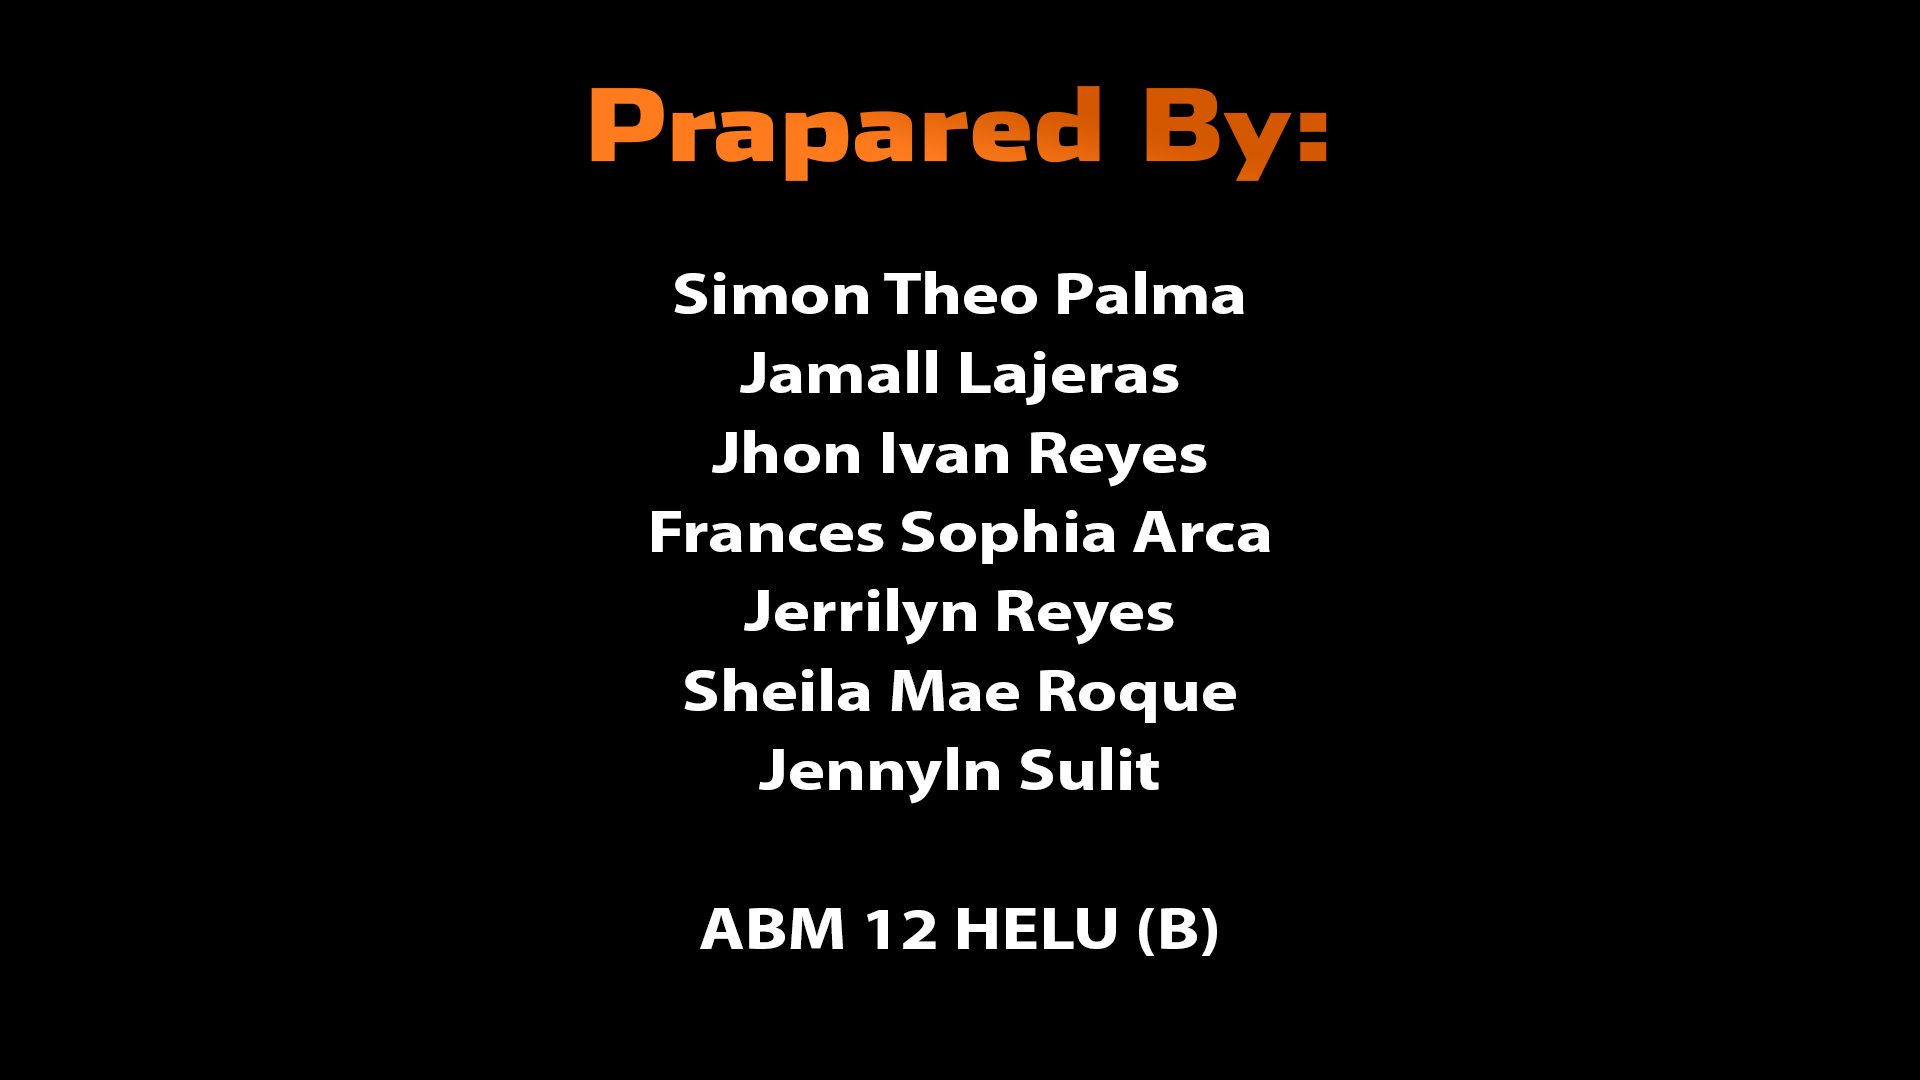 Prapared By:
Simon Theo Palma
Jamall Lajeras
Jhon Ivan Reyes
Frances Sophia Arca
Jerrilyn Reyes
Sheila Mae Roque
Jennyln Sulit
ABM 12 HELU (B)